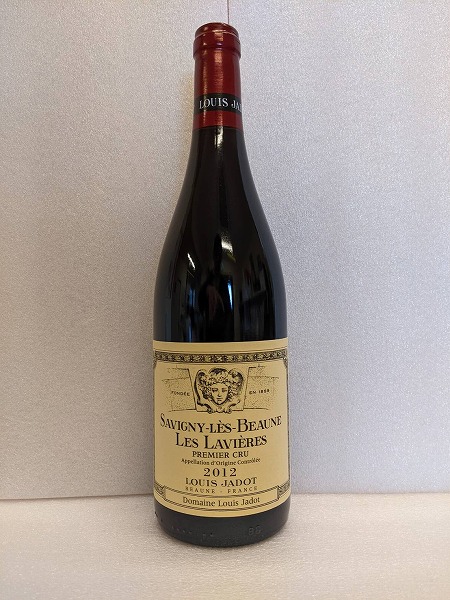 LOUIS JADOT
FONDÉE EN 1859
SAVIGNY-LÈS-BEAUNE
LES LAVIÈRES
PREMIER CRU
Appellation d'Origine Contrôlée
2012
LOUIS JADOT
BEAUNE - FRANCE
Domaine Louis Jadot